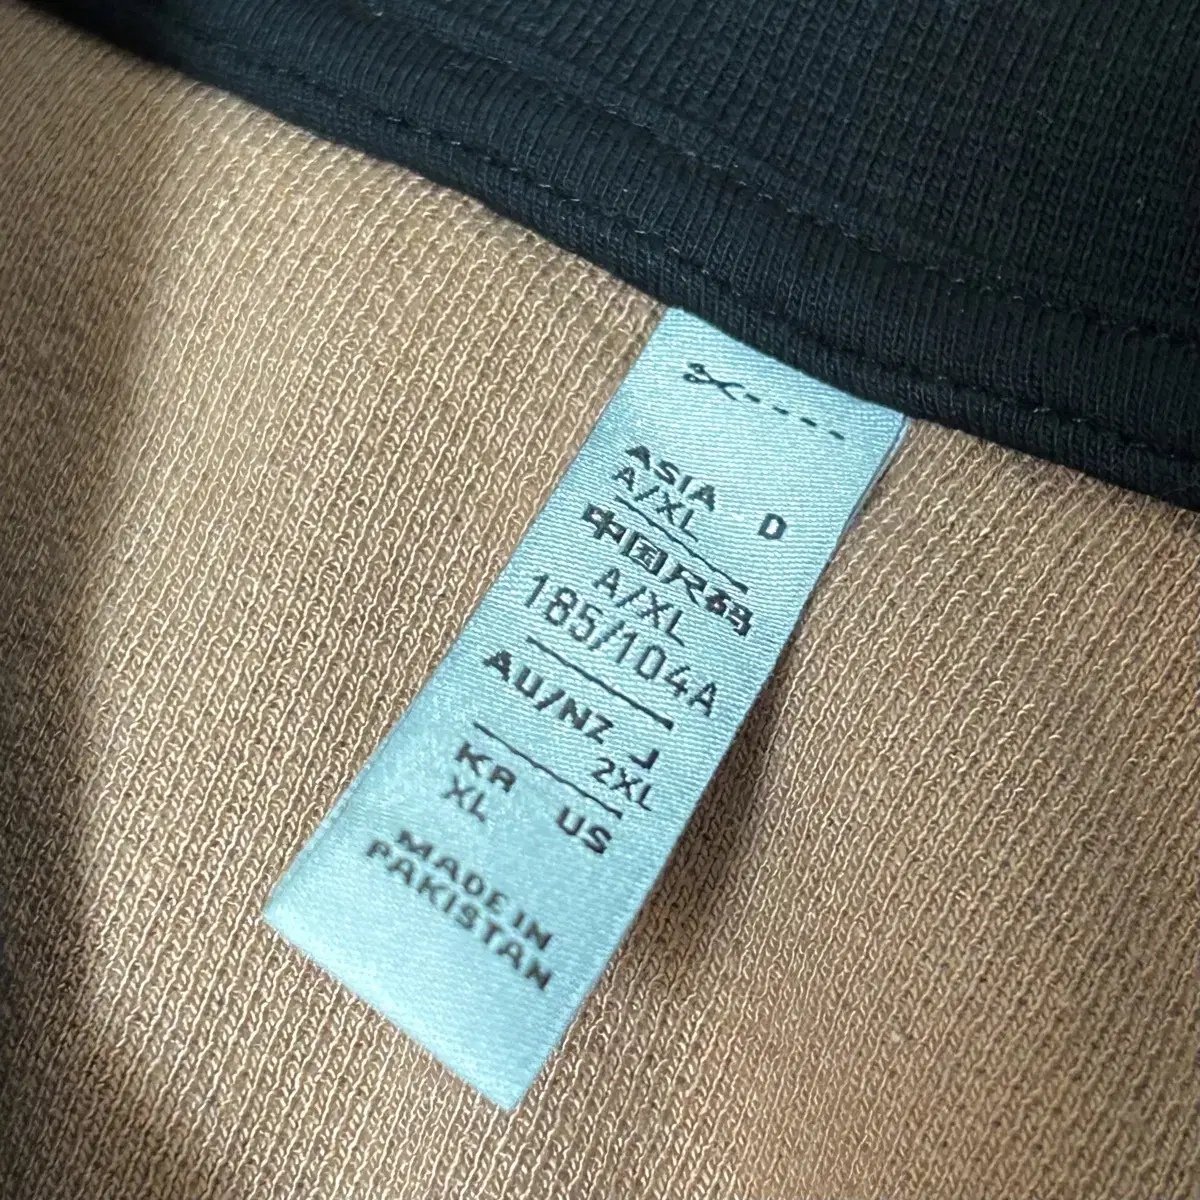 ASIA D
A/XL
中国尺码
A/XL
185/104A
AU/NZ J
2XL
KR US
XL
MADE IN
PAKISTAN